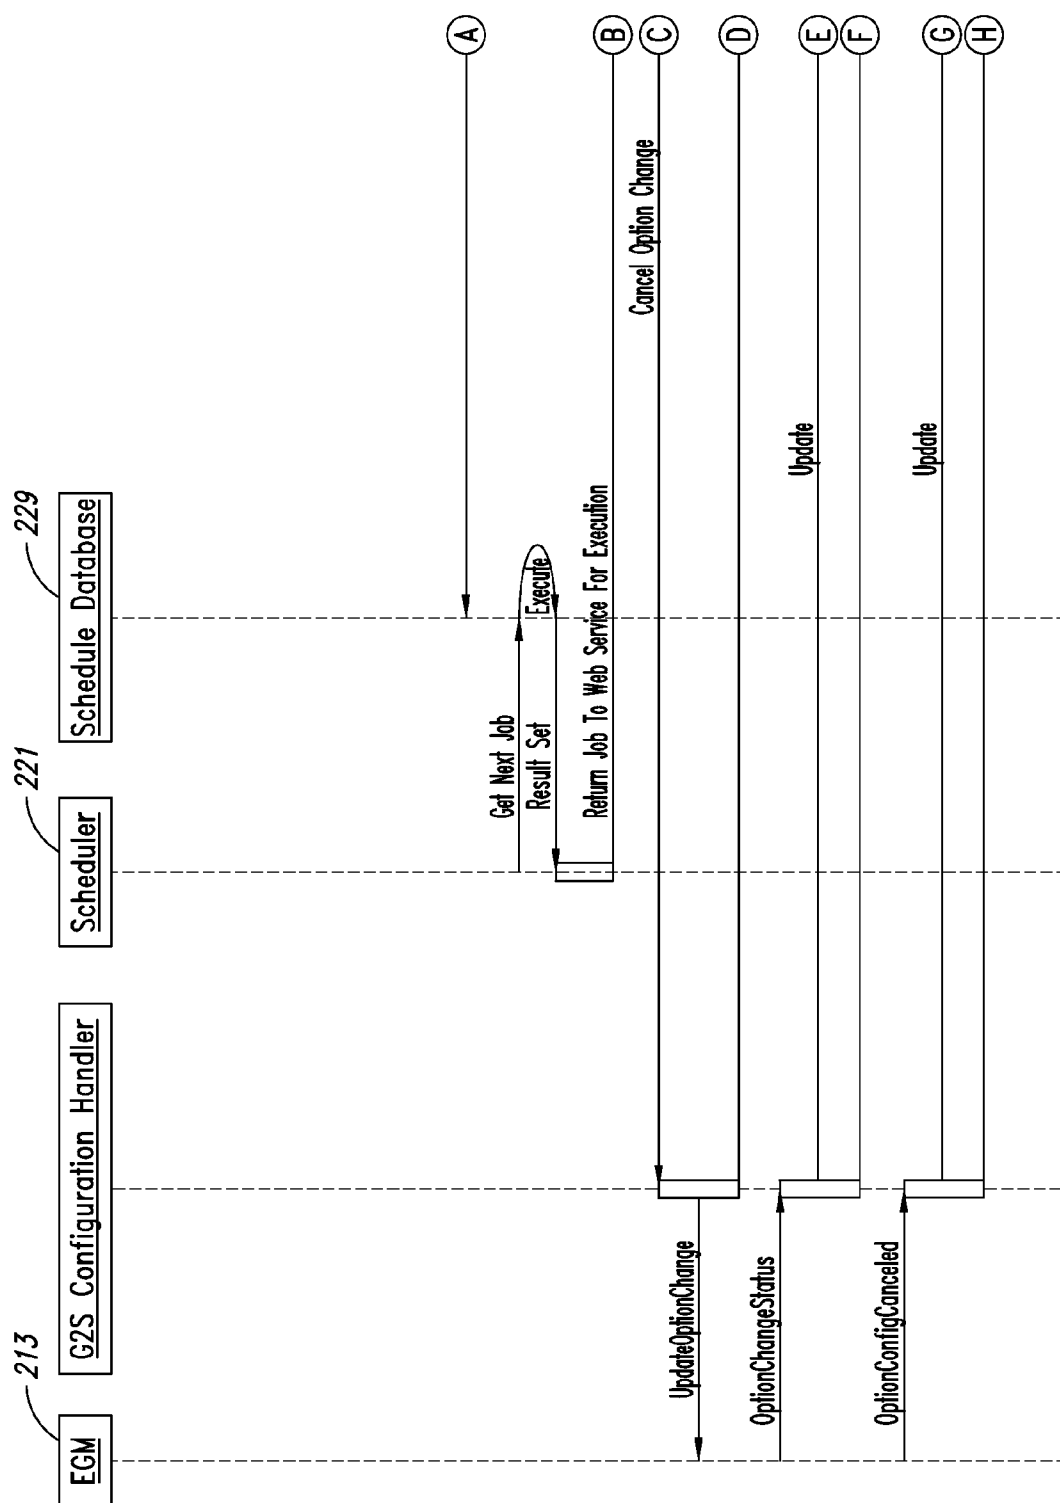 213
221
229
EGM
G2S Configuration Handler
Scheduler
Schedule Database
A
Get Next Job
Execute
Result Set
Return Job To Web Service For Execution
B
Cancel Option Change
C
UpdateOptionChange
D
OptionChangeStatus
Update
E
F
OptionConfigCanceled
Update
G
H